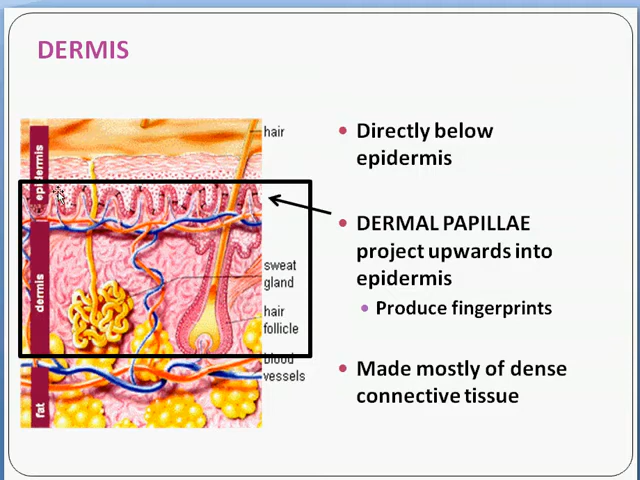 DERMIS
epidermis
dermis
fat
hair
sweat
gland
hair
follicle
blood
vessels
• Directly below
epidermis
• DERMAL PAPILLAE
project upwards into
epidermis
• Produce fingerprints
• Made mostly of dense
connective tissue